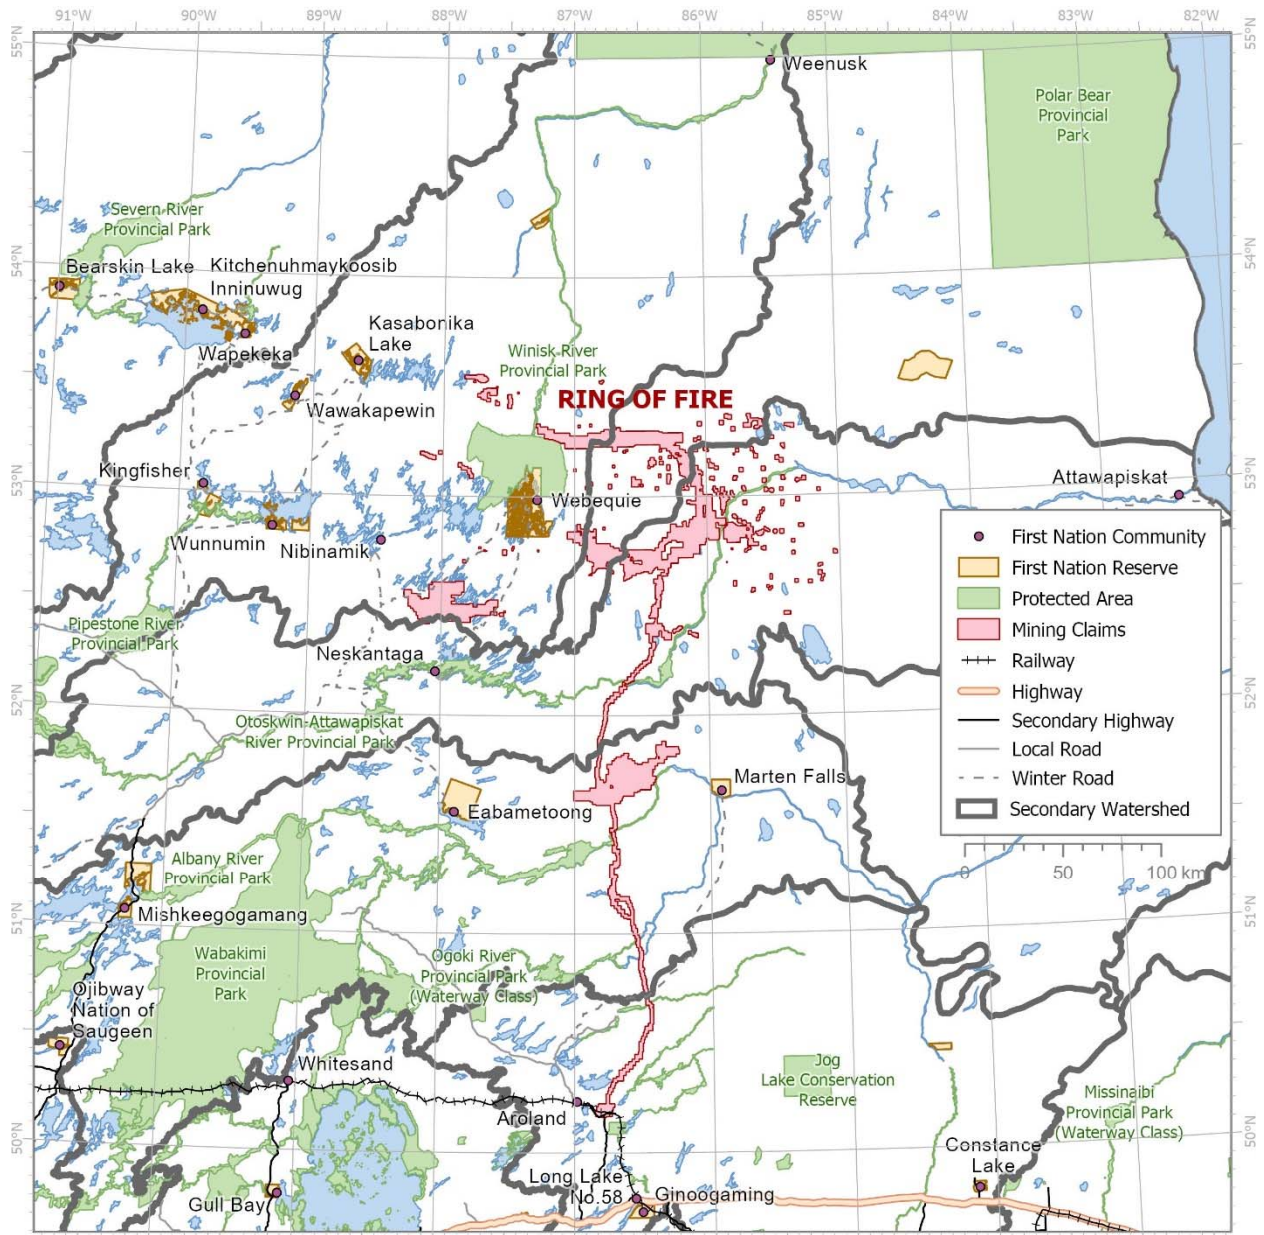 91°W 90°W 89°W 88°W 87°W 86°W 85°W 84°W 83°W 82°W
55°N
55°N
Weenusk
Polar Bear
Provincial
Park
Severn River
Provincial Park
54°N
54°N
Bearskin Lake
Kitchenuhmaykoosib
Inninuwug
Wapekeka
Kasabonika
Lake
Wawakapewin
Winisk River
Provincial Park
RING OF FIRE
Kingfisher
53°N
53°N
Webequie
Attawapiskat
Wunnumin
Nibinamik
First Nation Community
First Nation Reserve
Protected Area
Mining Claims
Railway
Highway
Secondary Highway
Local Road
Winter Road
Secondary Watershed
0 50 100 km
Pipestone River
Provincial Park
Neskantaga
52°N
52°N
Otoskwin-Attawapiskat
River Provincial Park
Marten Falls
Eabametoong
Albany River
Provincial Park
Mishkeegogamang
51°N
51°N
Wabakimi
Provincial
Park
Ogoki River
Provincial Park
(Waterway Class)
Ojibway
Nation of
Saugeen
Whitesand
Jog
Lake Conservation
Reserve
Missinaibi
Provincial Park
(Waterway Class)
Aroland
50°N
50°N
Constance
Lake
Long Lake
No.58
Ginoogaming
Gull Bay